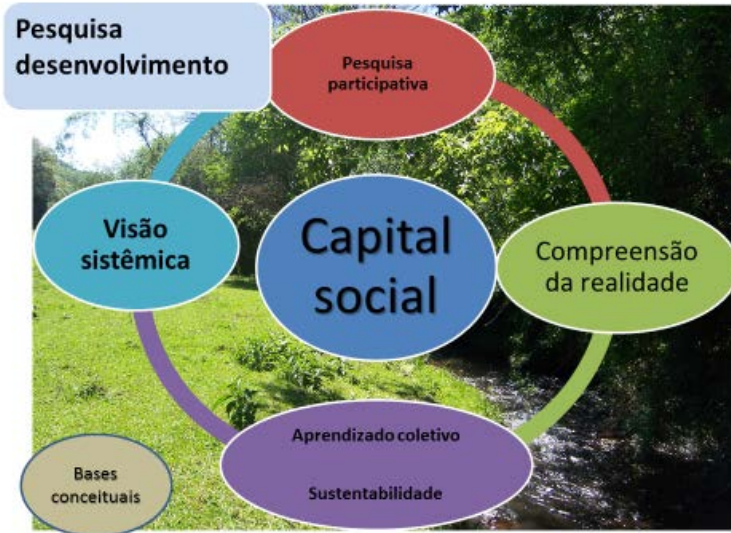 Pesquisa
desenvolvimento
Pesquisa
participativa
Visão
sistêmica
Capital
social
Compreensão
da realidade
Aprendizado coletivo
Sustentabilidade
Bases
conceituais